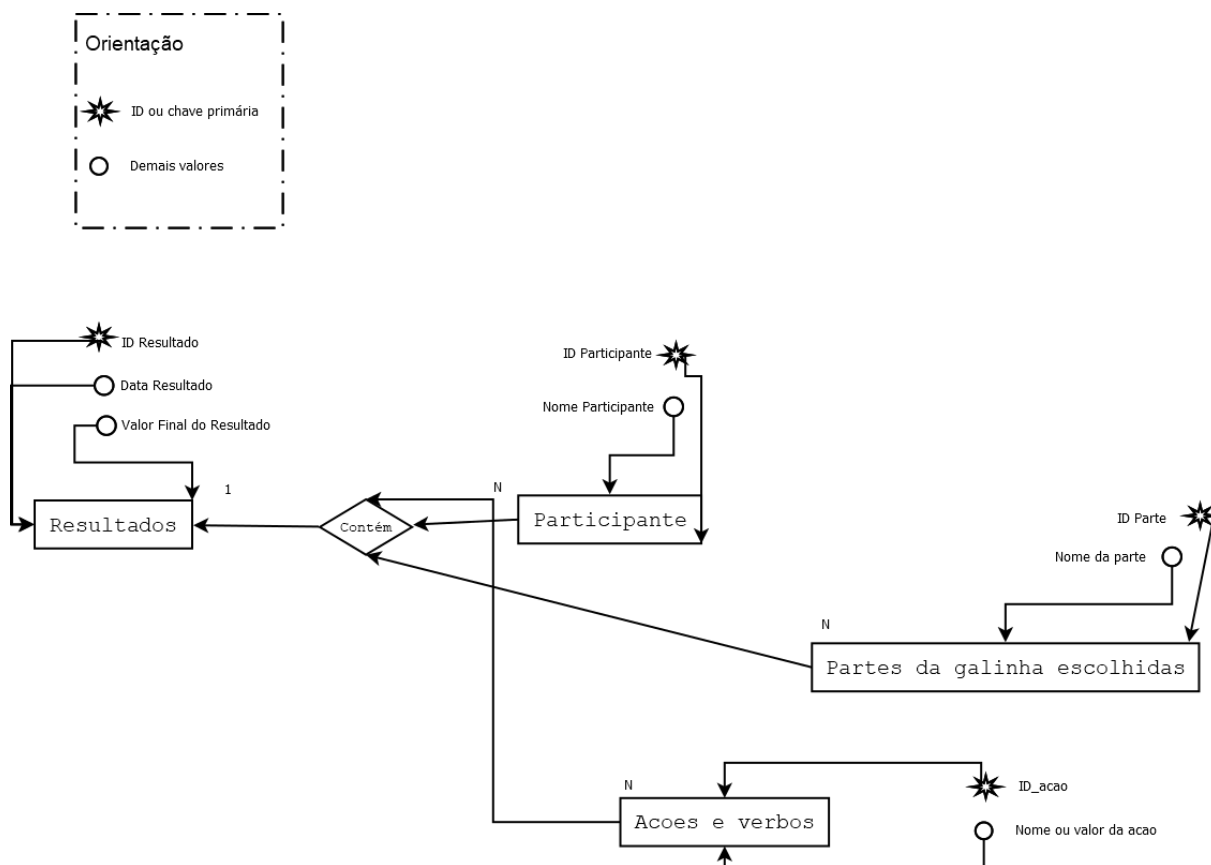 Orientação
ID ou chave primária
Demais valores
ID Resultado
Data Resultado
Valor Final do Resultado
1
Resultados
Contém
ID Participante
Nome Participante
N
Participante
ID Parte
Nome da parte
N
Partes da galinha escolhidas
N
Acoes e verbos
ID_acao
Nome ou valor da acao